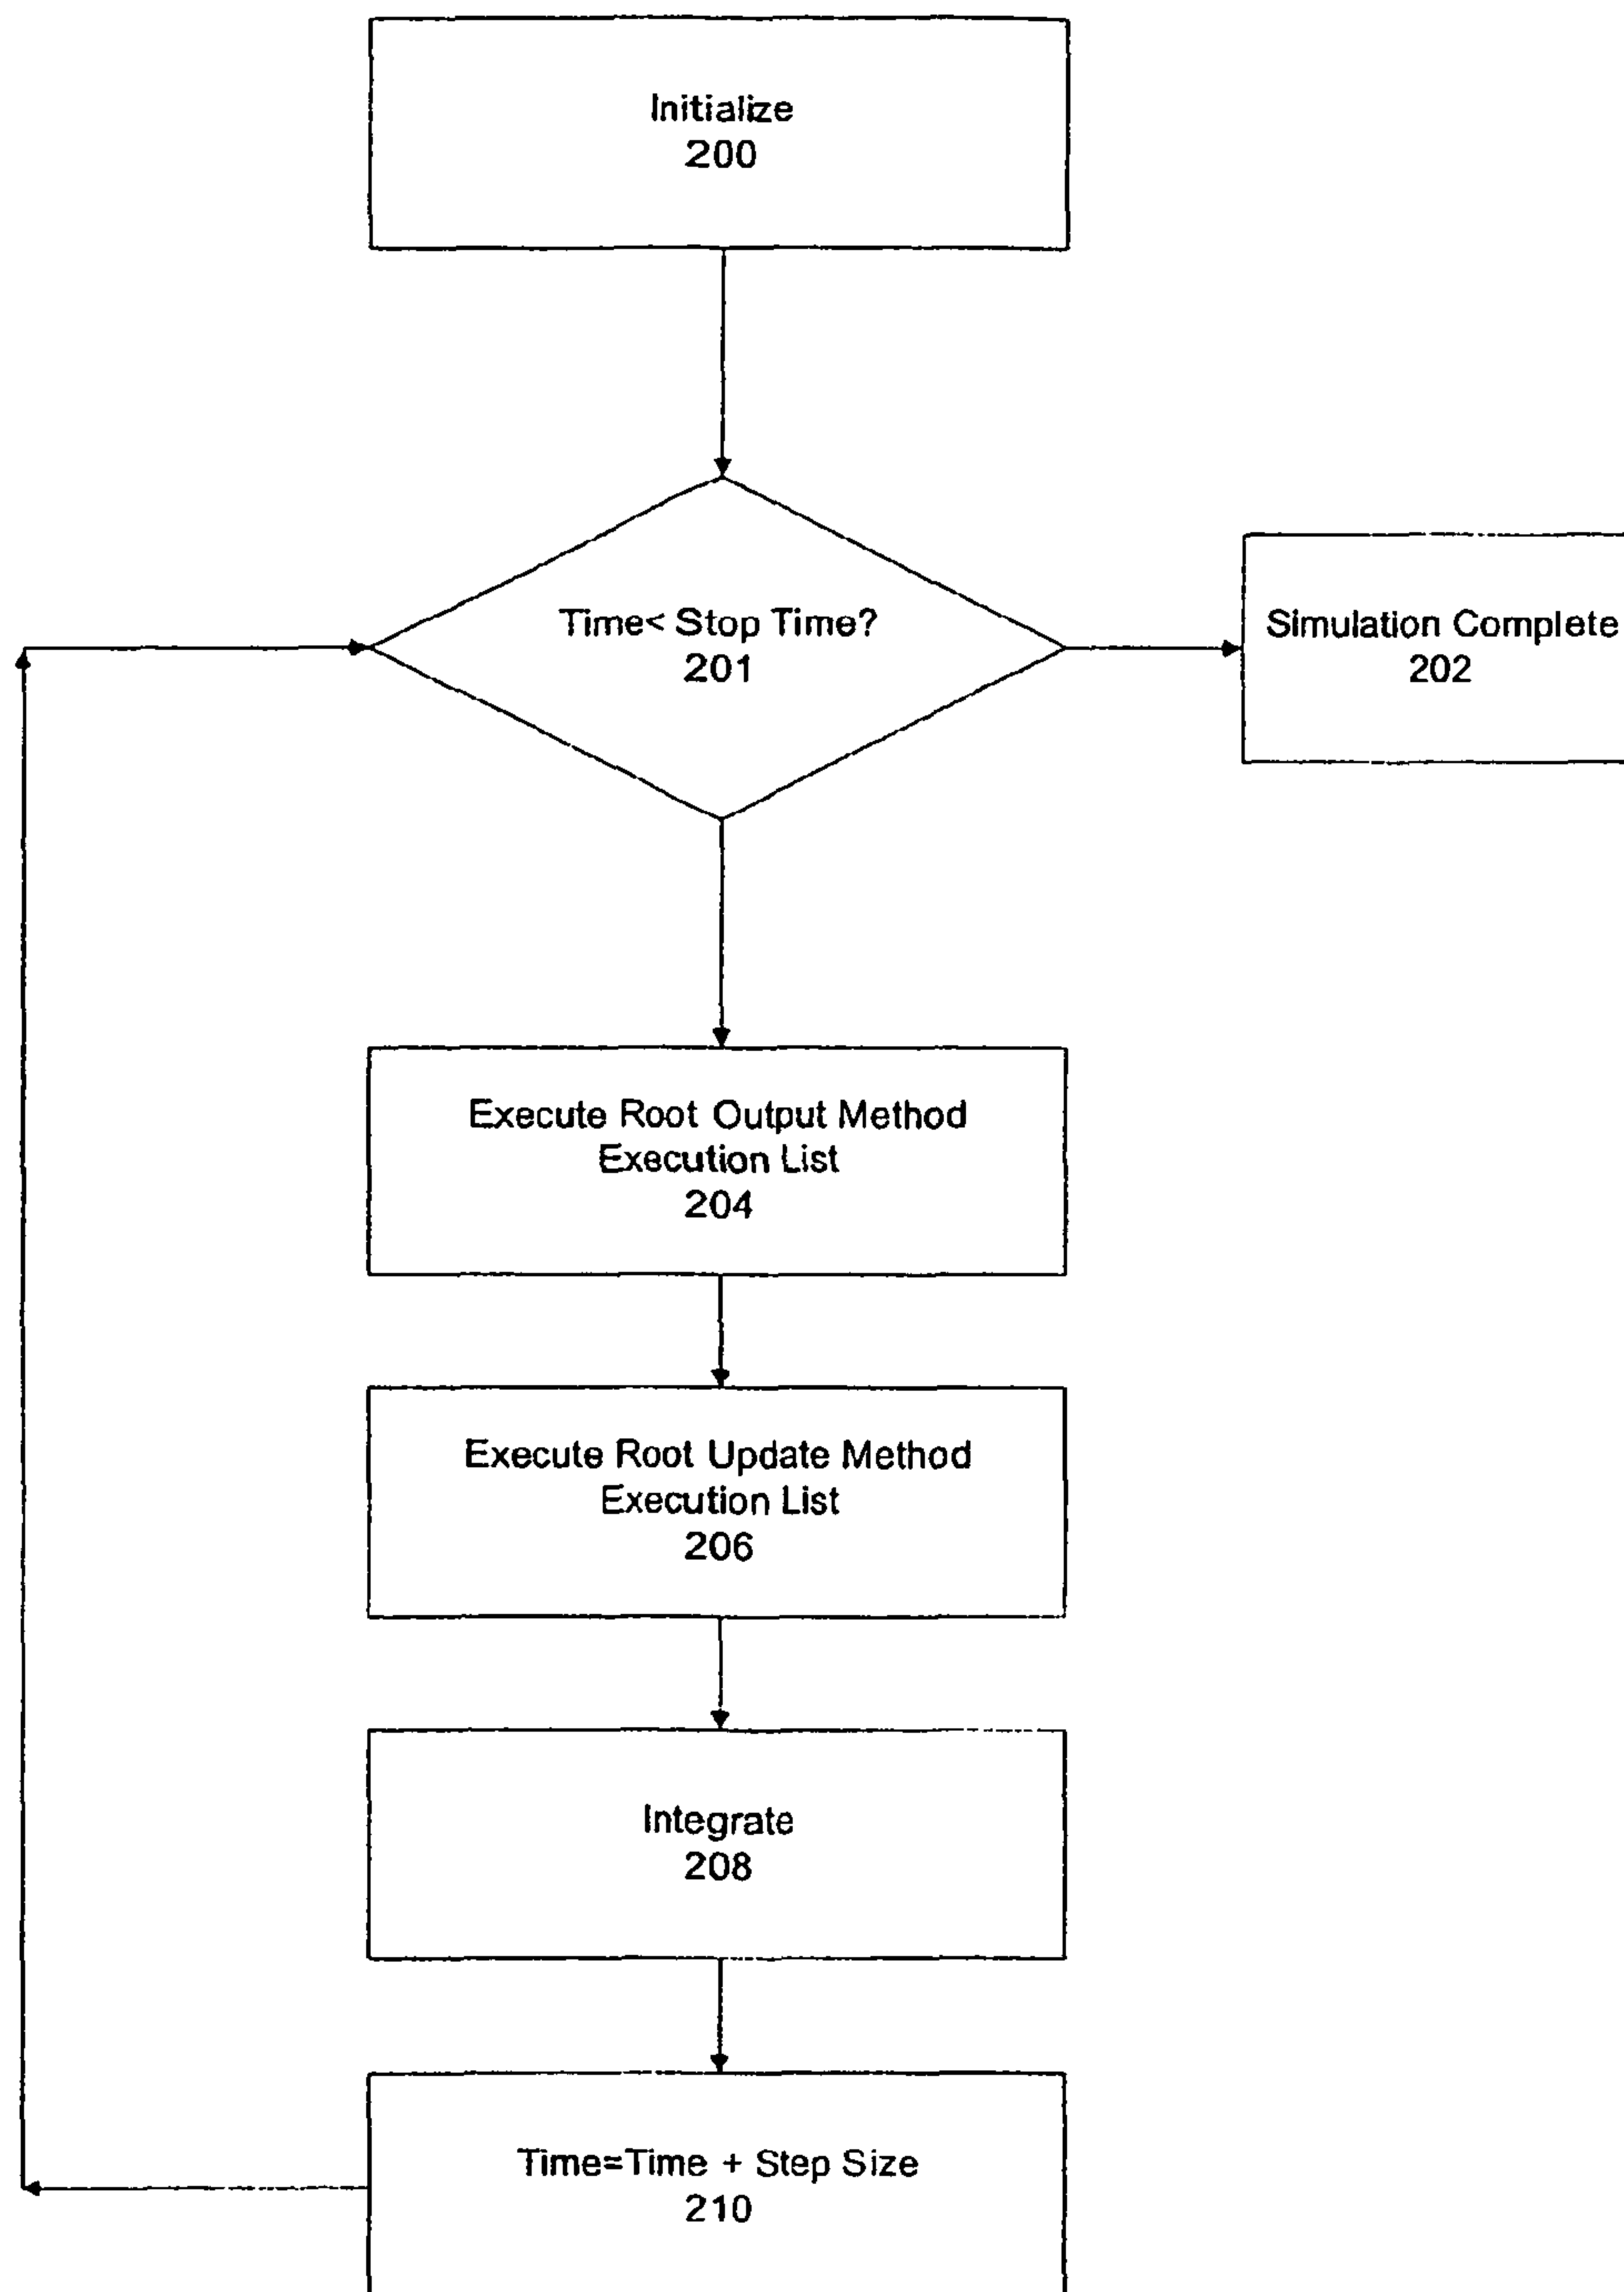 Initialize
200
Time< Stop Time?
201
Simulation Complete
202
Execute Root Output Method
Execution List
204
Execute Root Update Method
Execution List
206
Integrate
208
Time=Time + Step Size
210